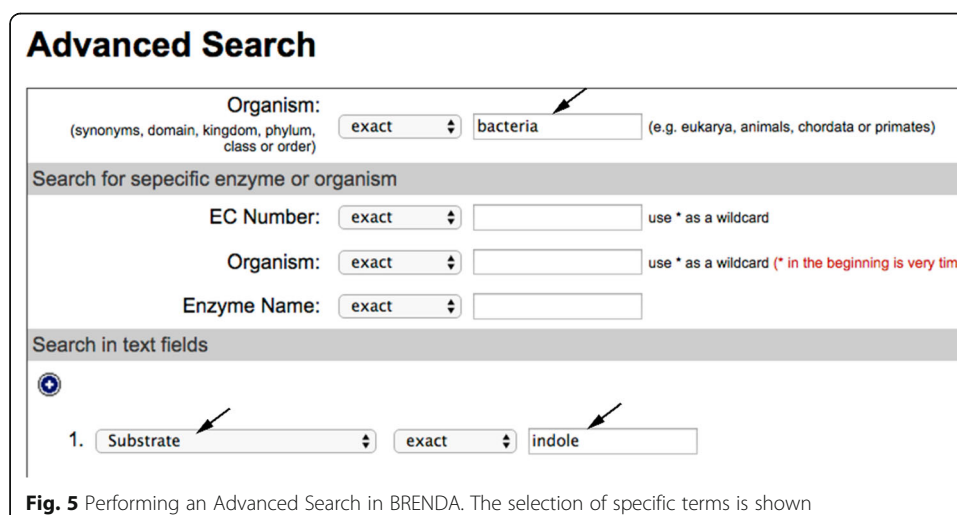 Advanced Search
Organism:
(synonyms, domain, kingdom, phylum,
class or order)
exact
bacteria
(e.g. eukarya, animals, chordata or primates)
Search for sepecific enzyme or organism
EC Number:
exact
use * as a wildcard
Organism:
exact
use * as a wildcard (* in the beginning is very
Enzyme Name:
exact
Search in text fields
1.
Substrate
exact
indole
Fig. 5 Performing an Advanced Search in BRENDA. The selection of specific terms is shown